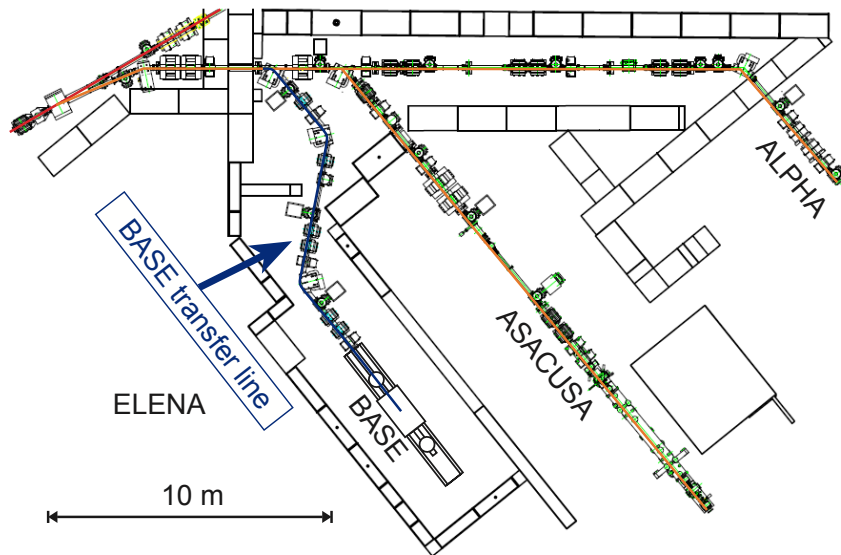 ALPHA
BASE transfer line
ASACUSA
ELENA
BASE
10 m